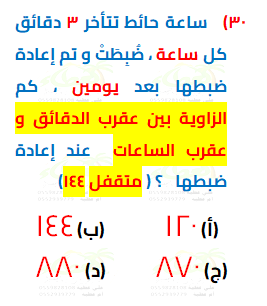 ٣٠) ساعة حائط تتأخر ٣ دقائق
كل ساعة ، ضُبِطَتْ و تم إعادة
ضبطها بعد يومين ، كم
الزاوية بين عقرب الدقائق و
عقرب الساعات عند إعادة
ضبطها ؟ ( متقفل ١٤٤)
(أ) ١٢٠ (ب) ١٤٤
(ج) ٨٧٠ (د) ٨٨٠